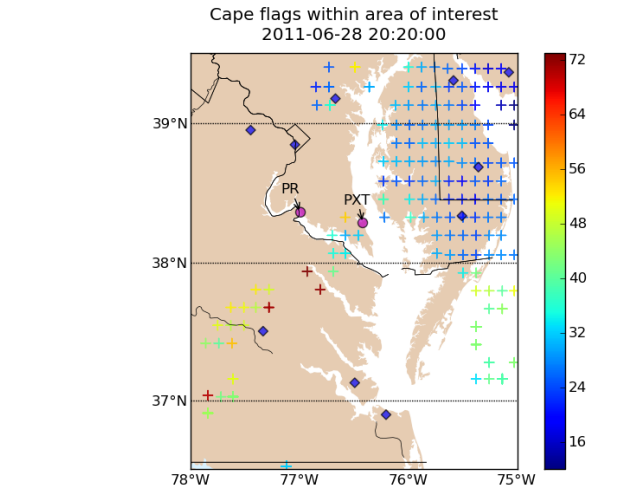 Cape flags within area of interest
2011-06-28 20:20:00
72
64
56
48
40
32
24
16
39°N
38°N
37°N
PR
PXT
78°W
77°W
76°W
75°W